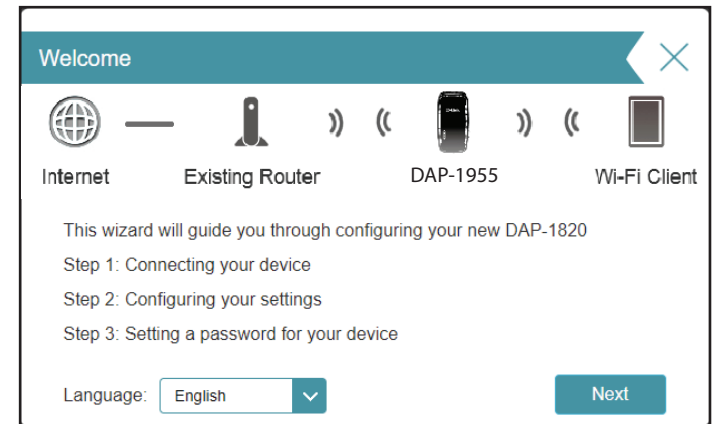 Welcome
Internet Existing Router DAP-1955 Wi-Fi Client
This wizard will guide you through configuring your new DAP-1820
Step 1: Connecting your device
Step 2: Configuring your settings
Step 3: Setting a password for your device
Language: English Next